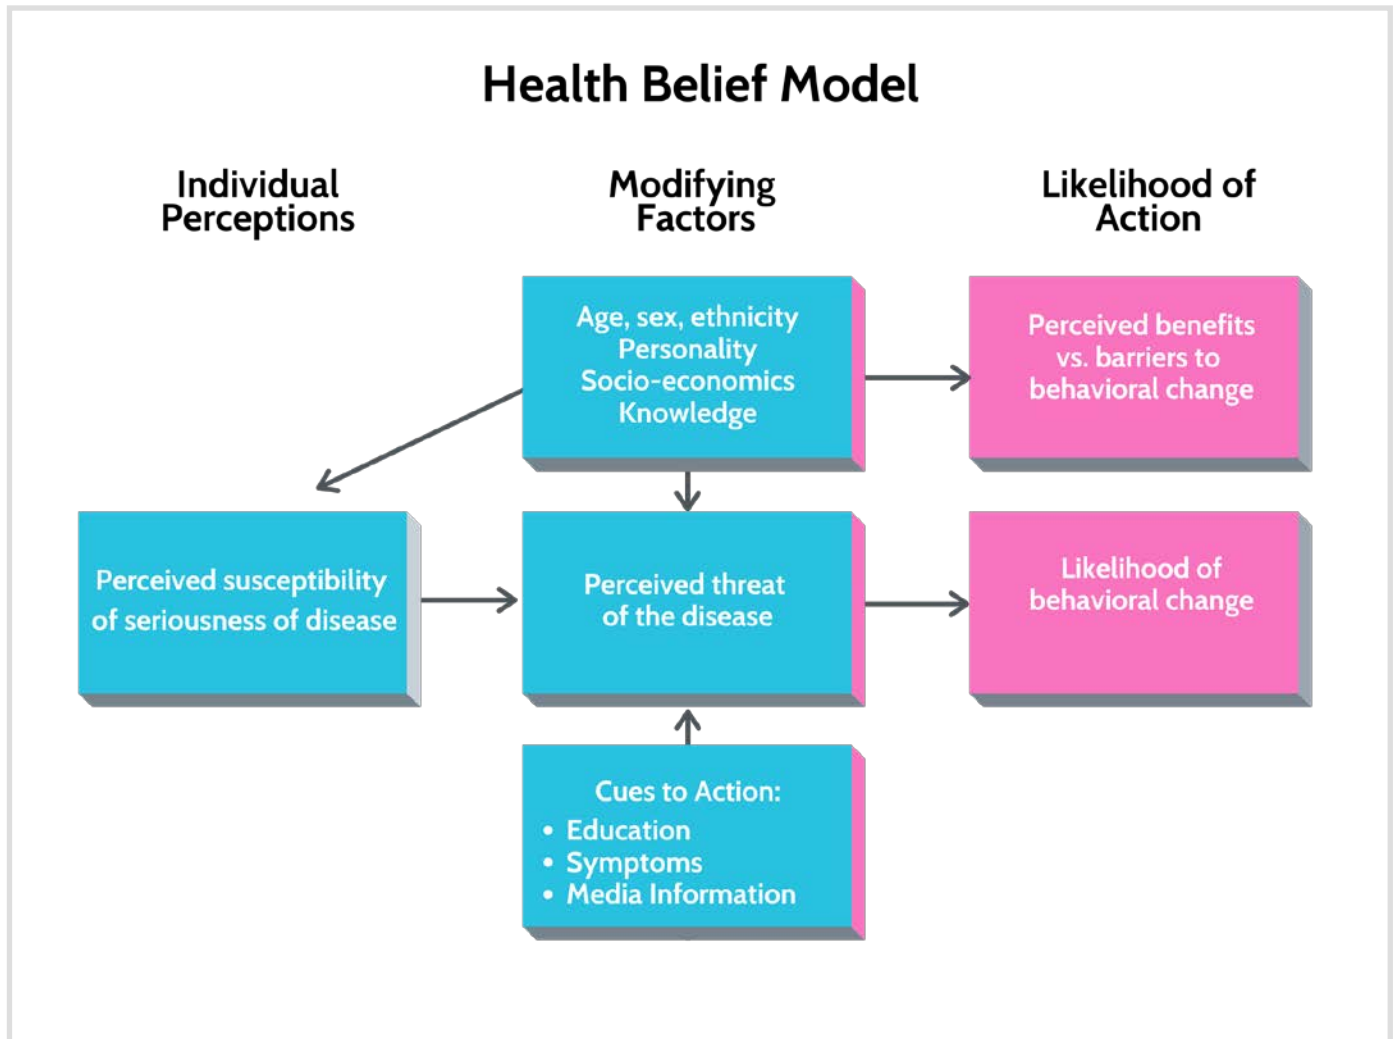 Health Belief Model
Individual
Perceptions
Modifying
Factors
Likelihood of
Action
Age, sex, ethnicity
Personality
Socio-economics
Knowledge
Perceived benefits
vs. barriers to
behavioral change
Perceived susceptibility
of seriousness of disease
Perceived threat
of the disease
Likelihood of
behavioral change
Cues to Action:
• Education
• Symptoms
• Media Information